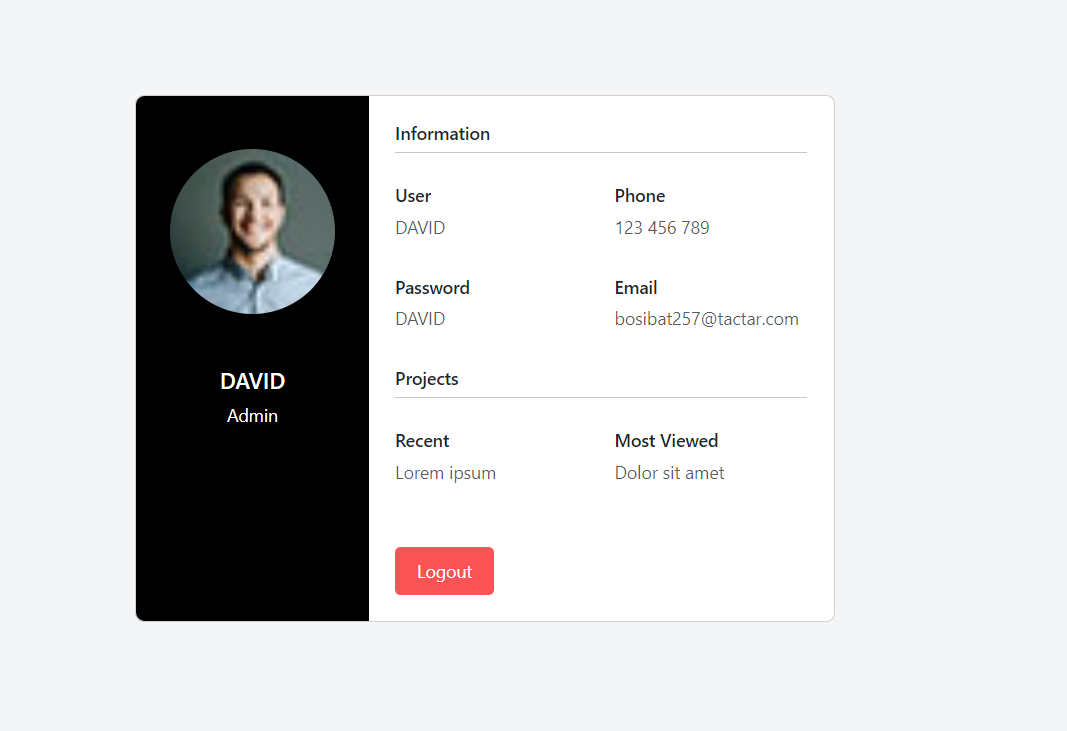 DAVID
Admin
Information
User
Phone
DAVID
123 456 789
Password
Email
DAVID
bosibat257@tactar.com
Projects
Recent
Most Viewed
Lorem ipsum
Dolor sit amet
Logout